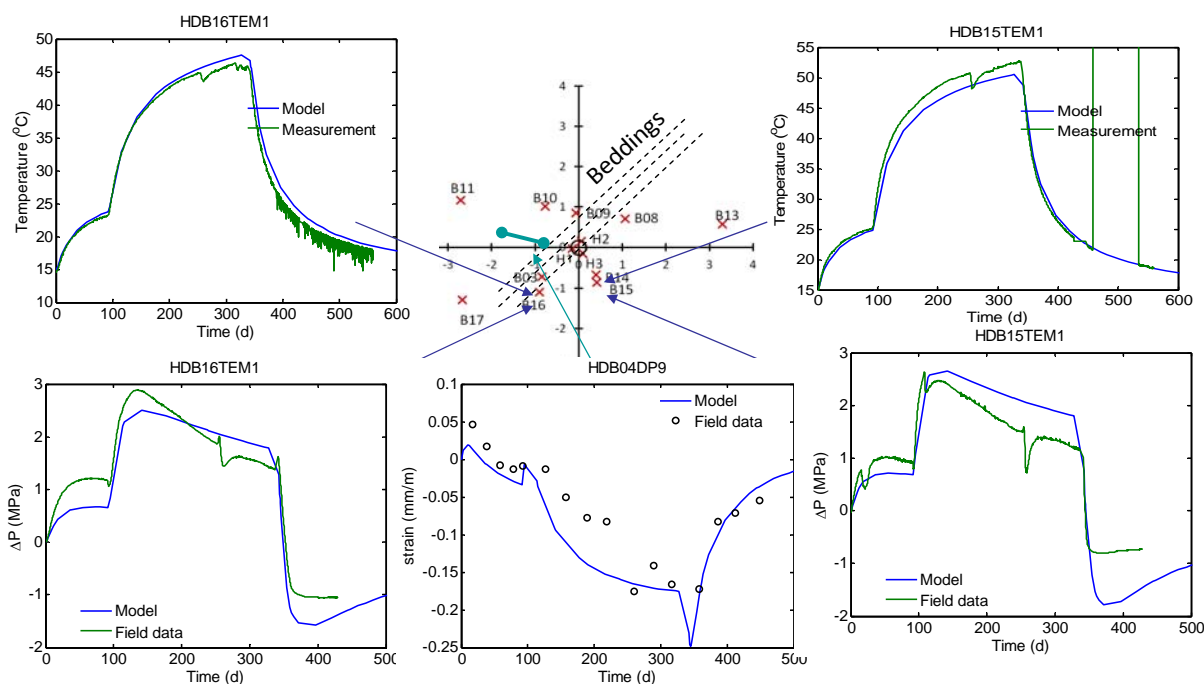 HDB16TEM1
50
45
40
35
30
25
20
15
10
0 100 200 300 400 500 600
Temperature (⁰C)
Time (d)
Model
Measurement
Beddings
4
3
2
1
-1
-2
-3 -2 -1 0 1 2 3 4
B11
B10
B09
B08
B13
H2
H1
H3
B03
B14
B15
B16
B17
HDB15TEM1
55
50
45
40
35
30
25
20
15
0 100 200 300 400 500 600
Temperature (⁰C)
Time (d)
Model
Measurement
HDB16TEM1
3
2
1
0
-1
-2
0 100 200 300 400 500
ΔP (MPa)
Time (d)
Model
Field data
HDB04DP9
0.1
0.05
0
-0.05
-0.1
-0.15
-0.2
-0.25
0 100 200 300 400 500
strain (mm/m)
Time (d)
Model
Field data
HDB15TEM1
3
2
1
0
-1
-2
0 100 200 300 400 500
ΔP (MPa)
Time (d)
Model
Field data